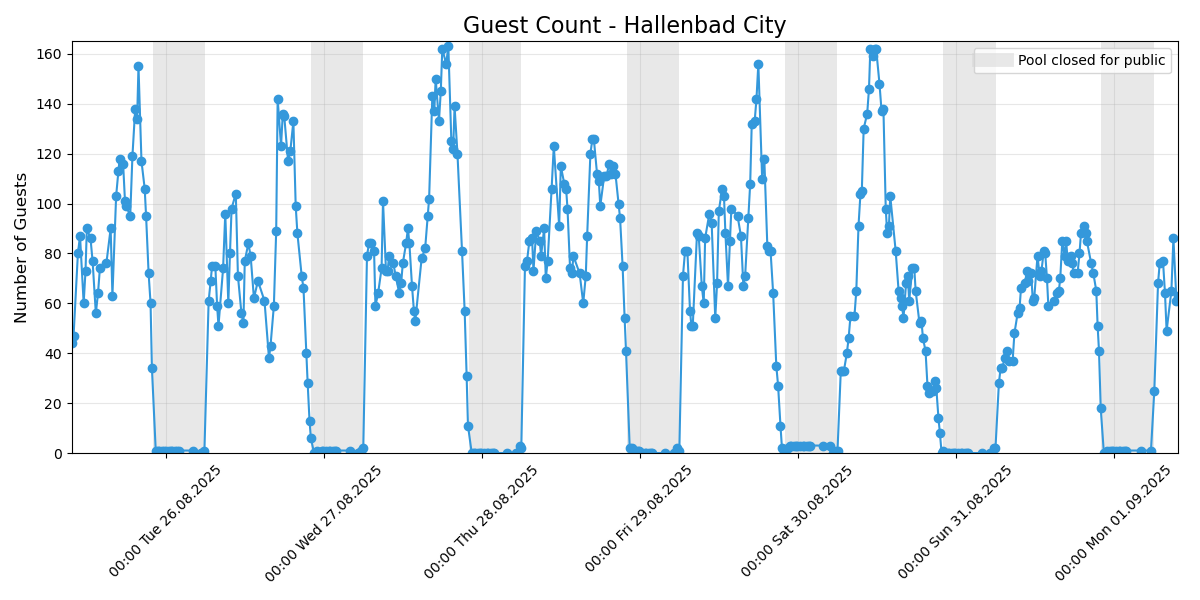 Guest Count - Hallenbad City
Pool closed for public
Number of Guests
160
140
120
100
80
60
40
20
0
00:00 Tue 26.08.2025
00:00 Wed 27.08.2025
00:00 Thu 28.08.2025
00:00 Fri 29.08.2025
00:00 Sat 30.08.2025
00:00 Sun 31.08.2025
00:00 Mon 01.09.2025